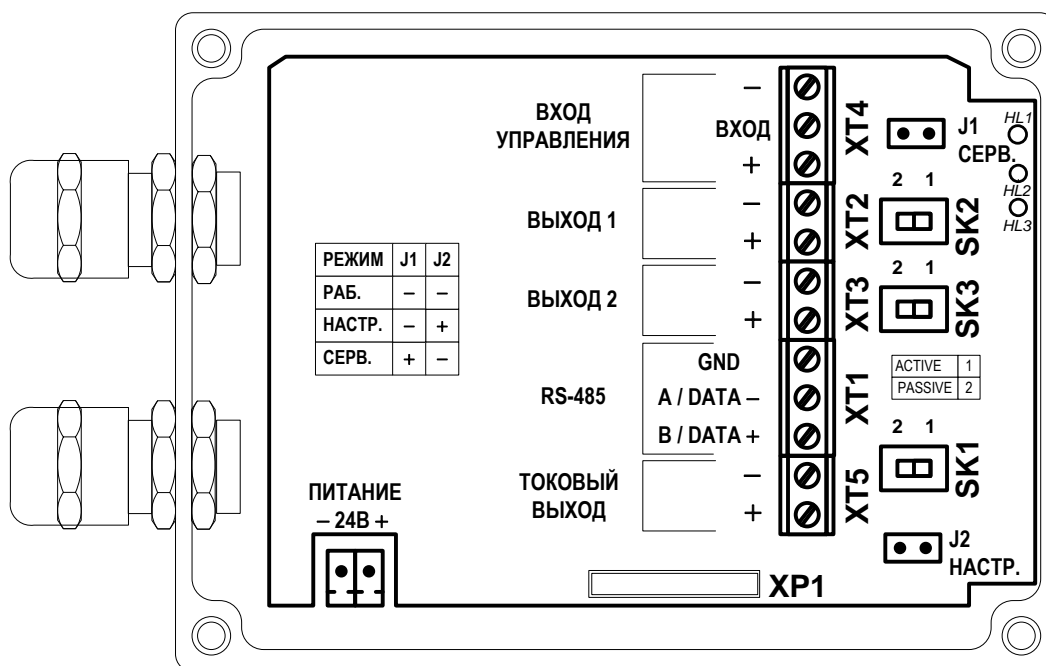 ВХОД
УПРАВЛЕНИЯ
–
ВХОД
+
XT4
J1
СЕРВ.
HL1
HL2
HL3
ВЫХОД 1
–
+
XT2
2 1
SK2
ВЫХОД 2
–
+
XT3
2 1
SK3
РЕЖИМ J1 J2
РАБ. – –
НАСТР. – +
СЕРВ. + –
RS-485
GND
A / DATA –
B / DATA +
XT1
ACTIVE 1
PASSIVE 2
2 1
SK1
ТОКОВЫЙ
ВЫХОД
–
+
XT5
J2
НАСТР.
ПИТАНИЕ
– 24В +
XP1